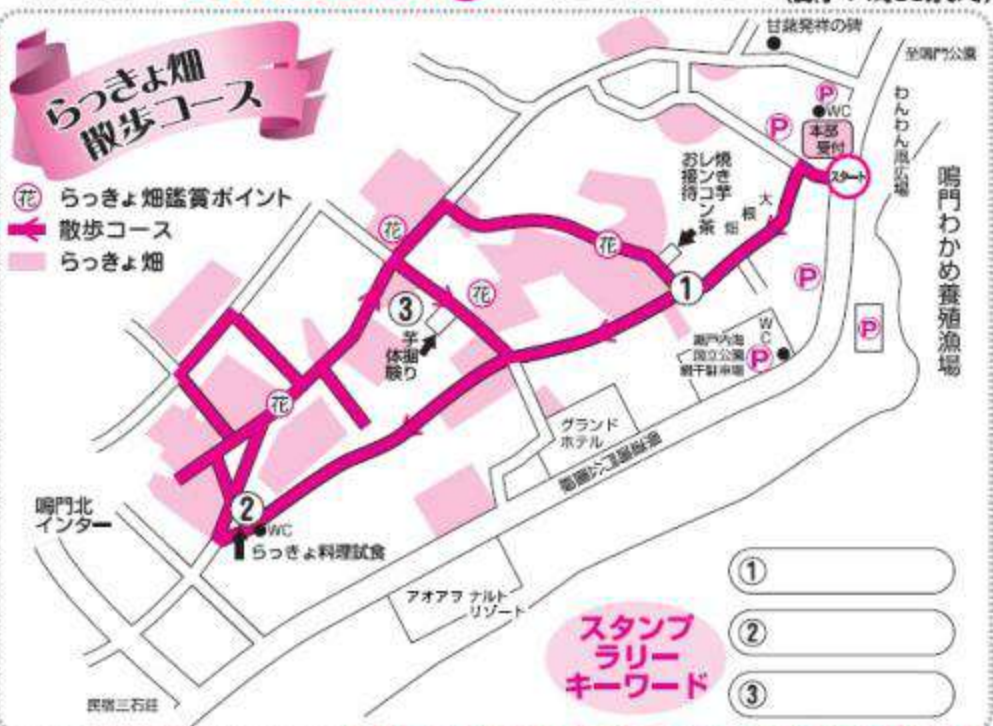 らっきょ畑
散歩コース
花 らっきょ畑鑑賞ポイント
散歩コース
らっきょ畑
甘藷発祥の碑
至鳴門公園
P
WC
P
本部
受付
スタート
わんわん凧広場
鳴門わかめ養殖漁場
焼き芋
レンコン茶
お接待
大根畑
花
花
花
花
①
③
芋掘り
体験
P
P
WC
P
グランド
ホテル
②
WC
らっきょ料理試食
鳴門北
インター
アオアヲ ナルト
リゾート
民宿三石荘
スタンプ
ラリー
キーワード
①
②
③